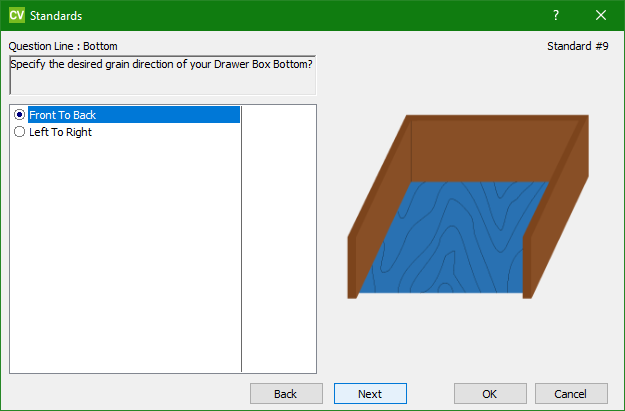 CV Standards ?
Question Line : Bottom
Standard #9
Specify the desired grain direction of your Drawer Box Bottom?
Front To Back
Left To Right
Back
Next
OK
Cancel